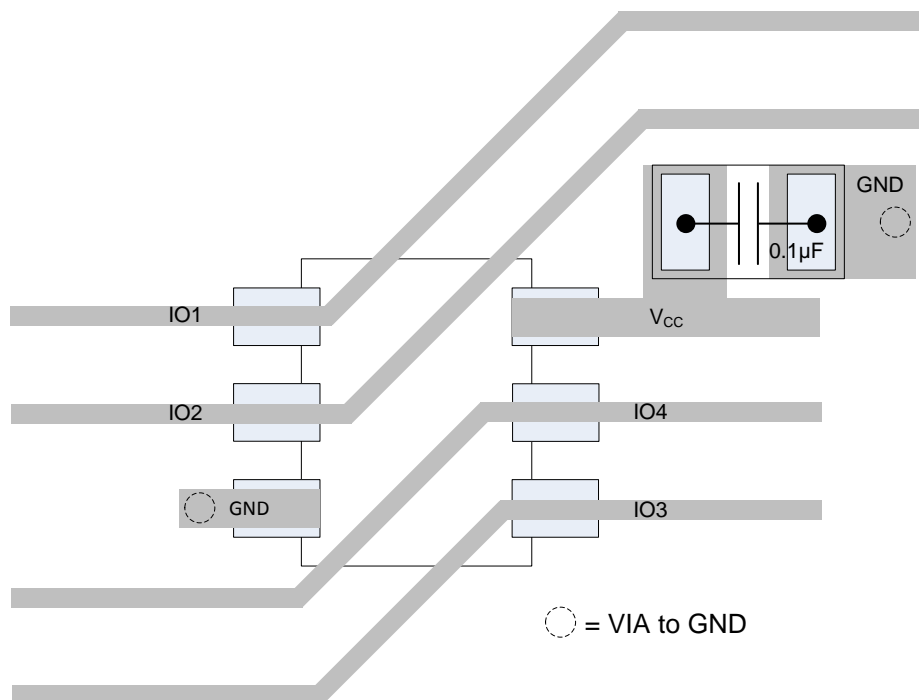 GND
0.1µF
IO1
VCC
IO2
IO4
GND
IO3
= VIA to GND